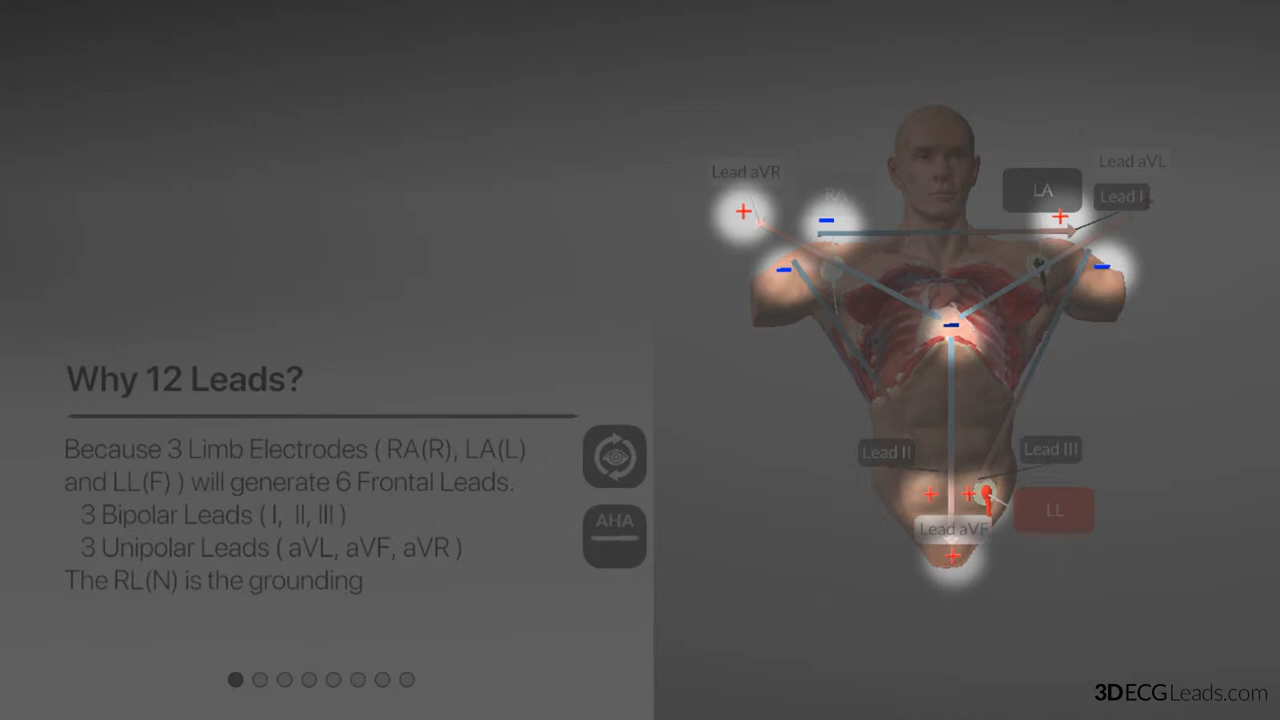 Why 12 Leads?
Because 3 Limb Electrodes ( RA(R), LA(L)
and LL(F) ) will generate 6 Frontal Leads.
3 Bipolar Leads ( I, II, III )
3 Unipolar Leads ( aVL, aVF, aVR )
The RL(N) is the grounding
AHA
Lead aVR
RA
LA
Lead aVL
Lead I
Lead II
Lead III
LL
Lead aVF
3DECGLeads.com